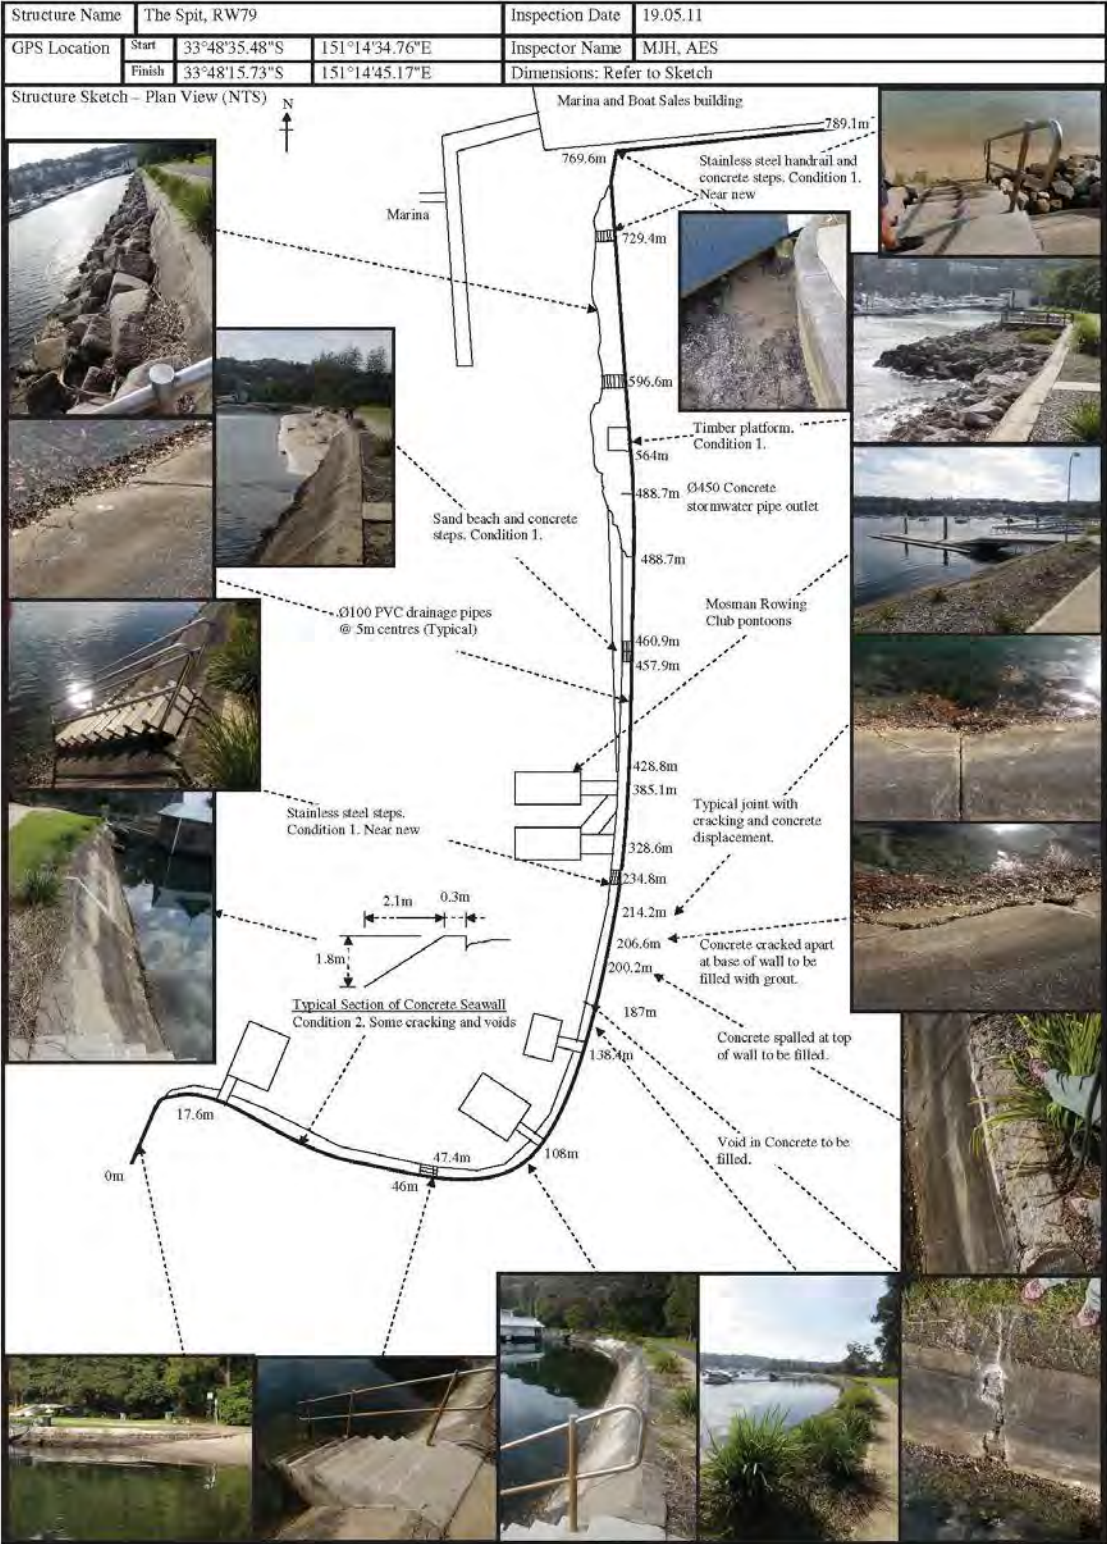 Structure Name The Spit, RW79 Inspection Date 19.05.11
GPS Location Start 33°48'35.48"S 151°14'34.76"E Inspector Name MJH, AES
Finish 33°48'15.73"S 151°14'45.17"E Dimensions: Refer to Sketch
Structure Sketch – Plan View (NTS)
N
Marina and Boat Sales building
789.1m
769.6m
Stainless steel handrail and
concrete steps. Condition 1.
Near new
Marina
729.4m
596.6m
Timber platform.
Condition 1.
564m
488.7m
Ø450 Concrete
stormwater pipe outlet
Sand beach and concrete
steps. Condition 1.
488.7m
Ø100 PVC drainage pipes
@ 5m centres (Typical)
Mosman Rowing
Club pontoons
460.9m
457.9m
428.8m
385.1m
Stainless steel steps.
Condition 1. Near new
Typical joint with
cracking and concrete
displacement.
328.6m
234.8m
2.1m
0.3m
214.2m
1.8m
206.6m
Concrete cracked apart
at base of wall to be
filled with grout.
200.2m
Typical Section of Concrete Seawall
Condition 2. Some cracking and voids
187m
Concrete spalled at top
of wall to be filled.
138.4m
17.6m
Void in Concrete to be
filled.
108m
47.4m
0m
46m